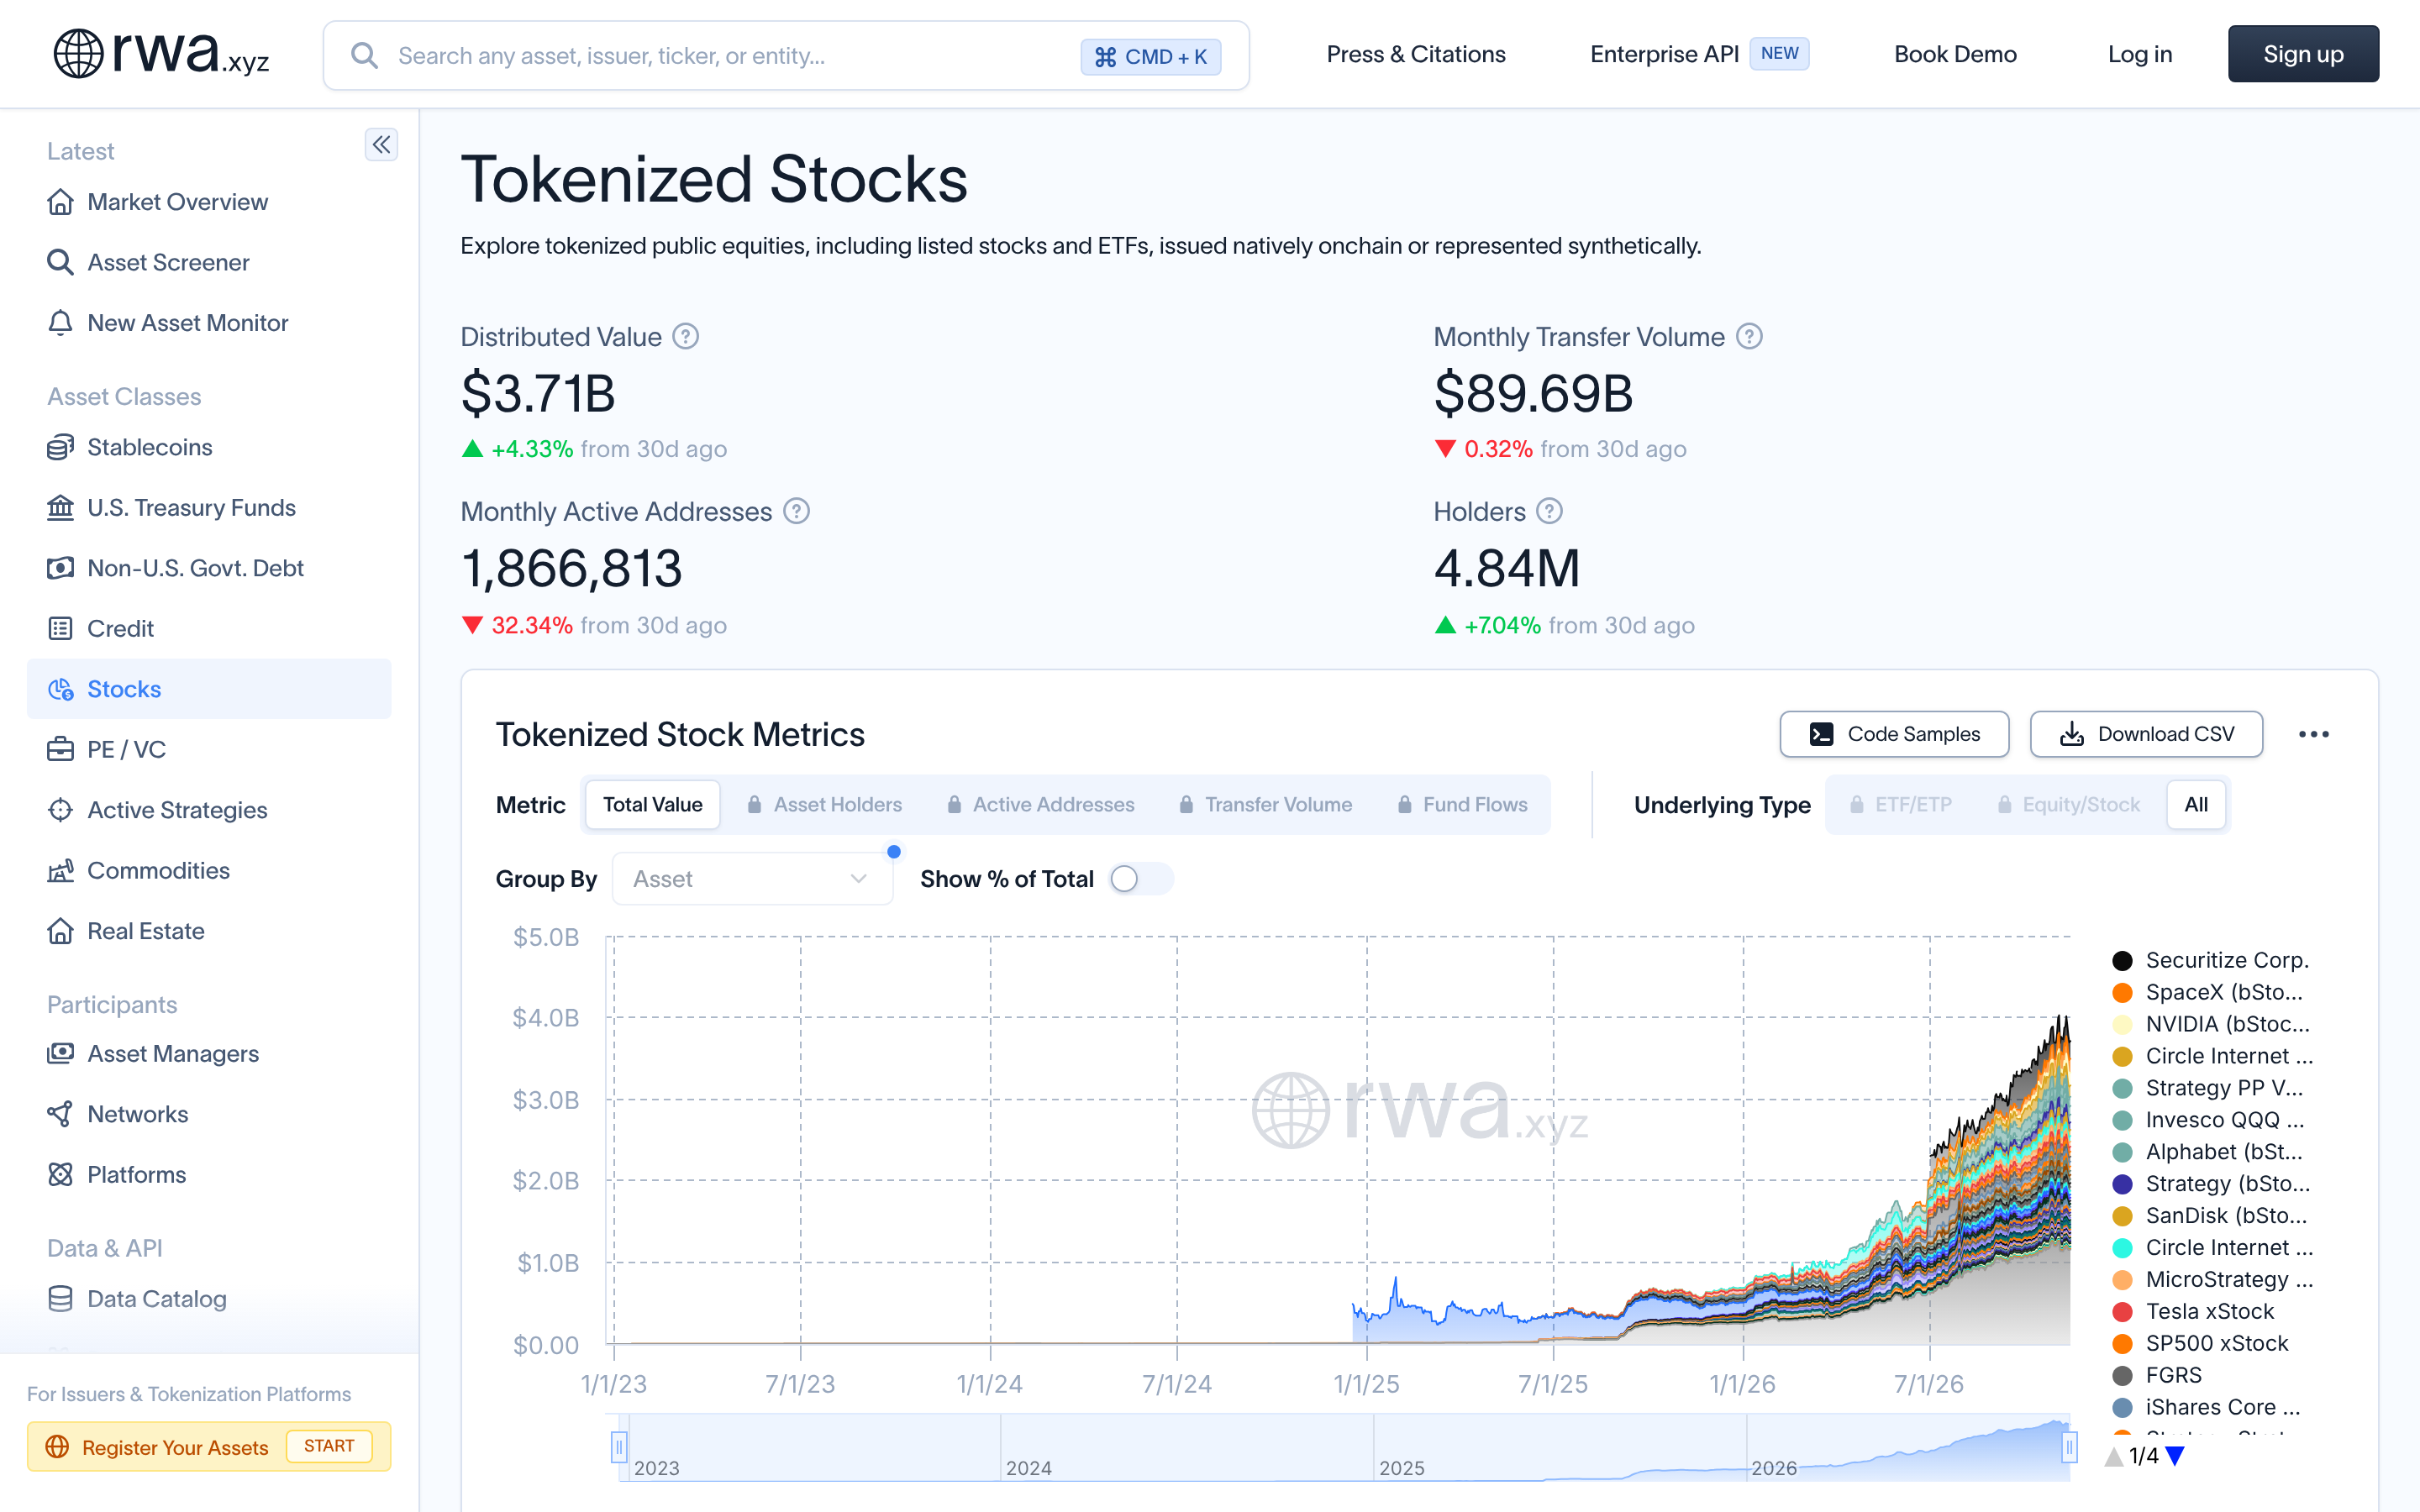 rwa.xyz
Search any asset, issuer, ticker, or entity...
⌘ CMD + K
Press & Citations
Enterprise API NEW
Book Demo
Log in
Sign up
Latest
Market Overview
Asset Screener
New Asset Monitor
Asset Classes
Stablecoins
U.S. Treasury Funds
Non-U.S. Govt. Debt
Credit
Stocks
PE / VC
Active Strategies
Commodities
Real Estate
Participants
Asset Managers
Networks
Platforms
Data & API
Data Catalog
For Issuers & Tokenization Platforms
Register Your Assets START
Tokenized Stocks
Explore tokenized public equities, including listed stocks and ETFs, issued natively onchain or represented synthetically.
Distributed Value ?
$3.71B
▲ +4.33% from 30d ago
Monthly Transfer Volume ?
$89.69B
▼ 0.32% from 30d ago
Monthly Active Addresses ?
1,866,813
▼ 32.34% from 30d ago
Holders ?
4.84M
▲ +7.04% from 30d ago
Tokenized Stock Metrics
Code Samples
Download CSV
Metric Total Value Asset Holders Active Addresses Transfer Volume Fund Flows
Underlying Type ETF/ETP Equity/Stock All
Group By Asset
Show % of Total
$5.0B
$4.0B
$3.0B
$2.0B
$1.0B
$0.00
rwa.xyz
1/1/23 7/1/23 1/1/24 7/1/24 1/1/25 7/1/25 1/1/26 7/1/26
2023 2024 2025 2026
Securitize Corp.
SpaceX (bSto...
NVIDIA (bStoc...
Circle Internet ...
Strategy PP V...
Invesco QQQ ...
Alphabet (bSt...
Strategy (bSto...
SanDisk (bSto...
Circle Internet ...
MicroStrategy ...
Tesla xStock
SP500 xStock
FGRS
iShares Core ...
1/4